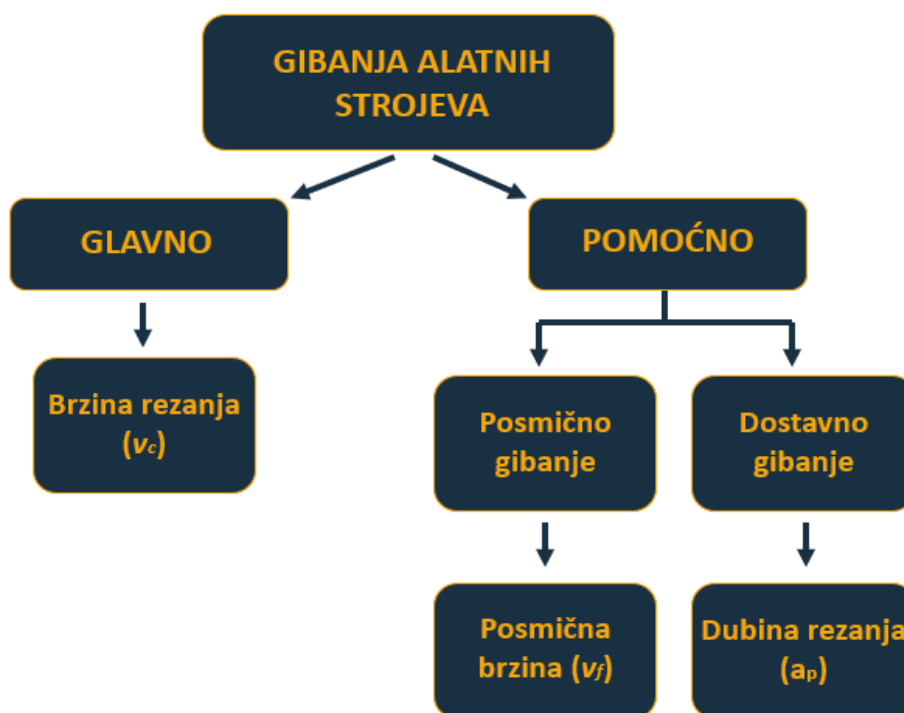 GIBANJA ALATNIH
STROJEVA
GLAVNO
POMOĆNO
Brzina rezanja
(vc)
Posmično
gibanje
Dostavno
gibanje
Posmična
brzina (vf)
Dubina rezanja
(ap)